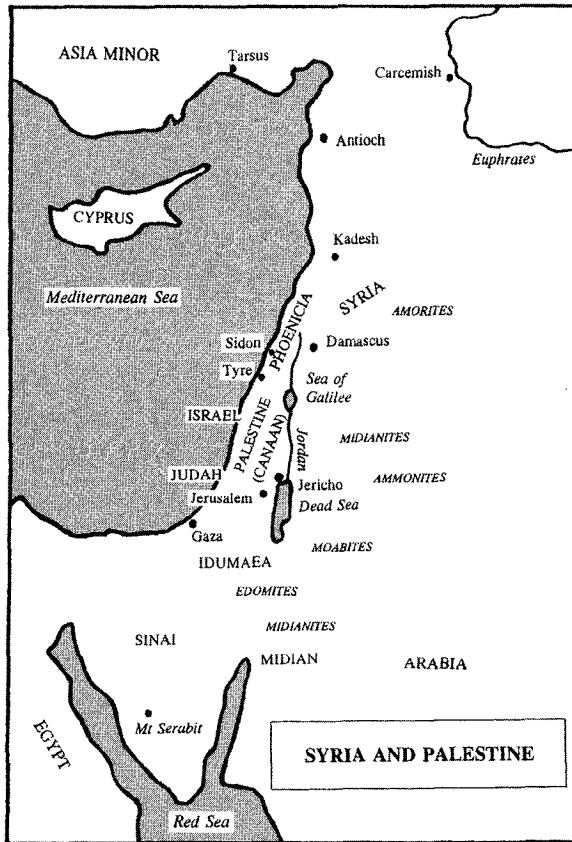 ASIA MINOR
Tarsus
Carcemish
Antioch
Euphrates
CYPRUS
Kadesh
Mediterranean Sea
SYRIA
AMORITES
PHOENICIA
Sidon
Damascus
Tyre
Sea of
Galilee
ISRAEL
PALESTINE
(CANAAN)
Jordan
MIDIANITES
JUDAH
Jericho
AMMONITES
Jerusalem
Dead Sea
Gaza
MOABITES
IDUMAEA
EDOMITES
MIDIANITES
SINAI
MIDIAN
ARABIA
Mt Serabit
EGYPT
SYRIA AND PALESTINE
Red Sea